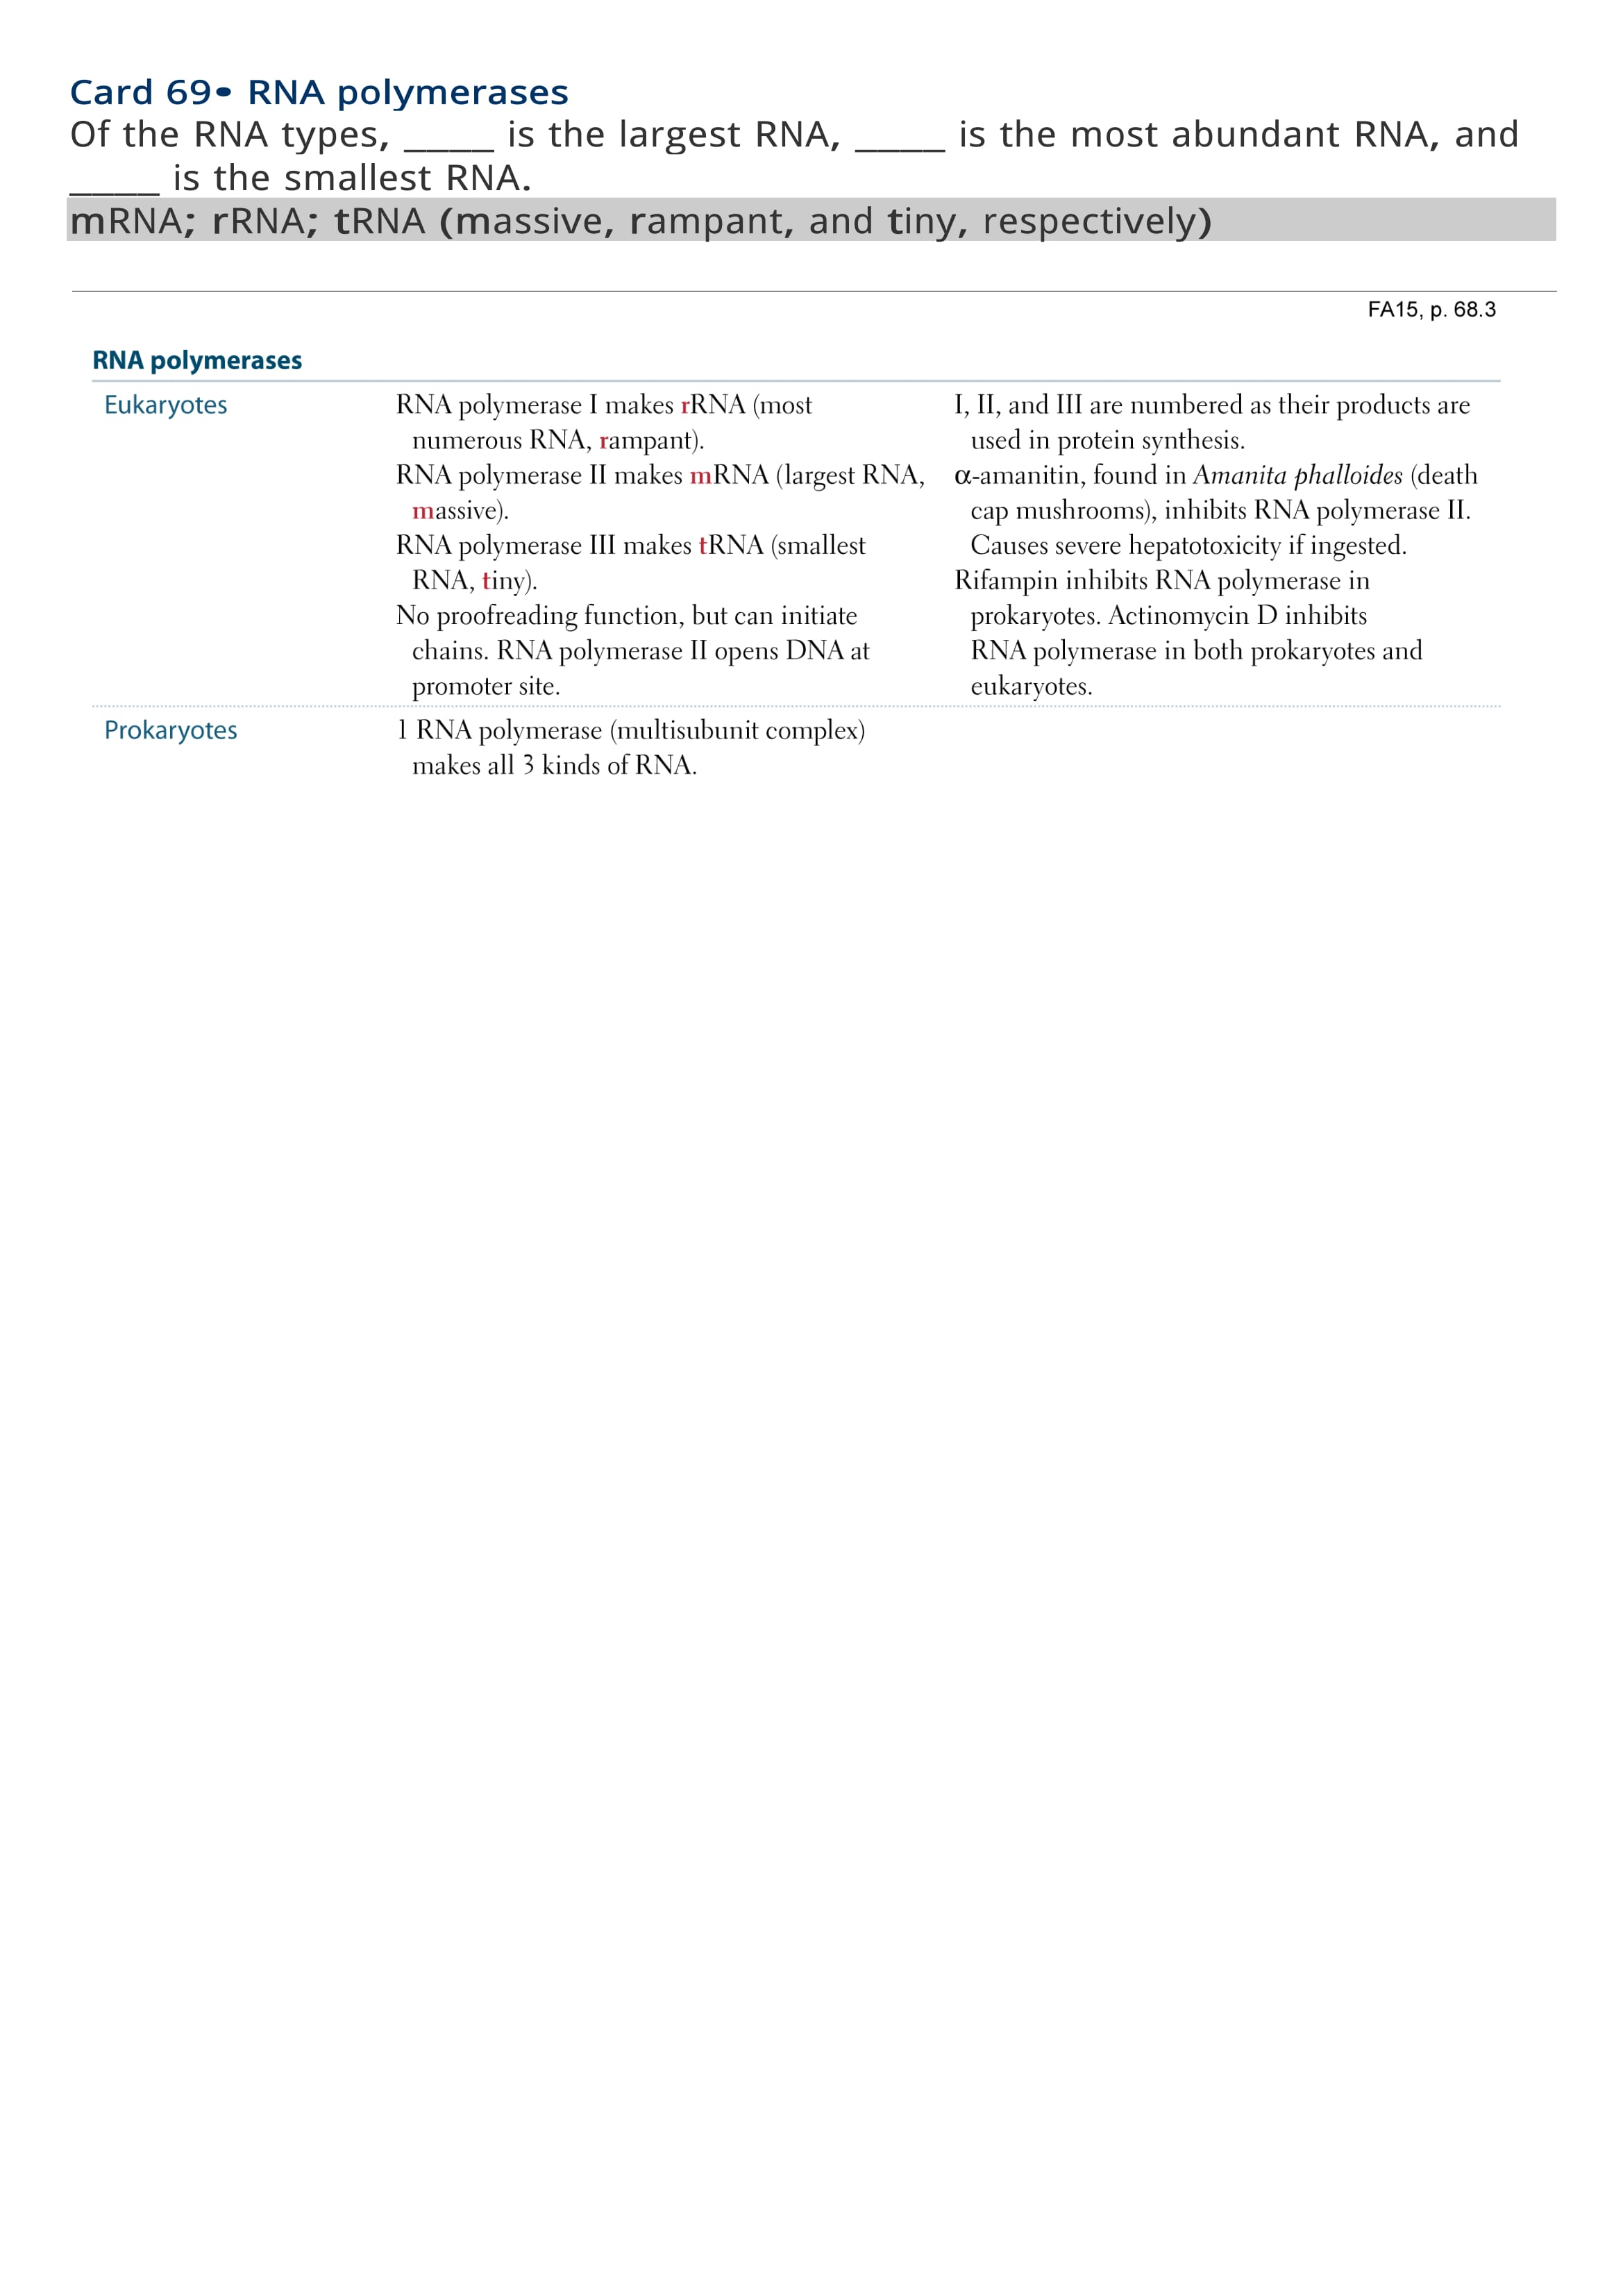 Card 69• RNA polymerases
Of the RNA types, ____ is the largest RNA, ____ is the most abundant RNA, and
____ is the smallest RNA.
mRNA; rRNA; tRNA (massive, rampant, and tiny, respectively)
FA15, p. 68.3
RNA polymerases
Eukaryotes
RNA polymerase I makes rRNA (most
numerous RNA, rampant).
RNA polymerase II makes mRNA (largest RNA,
massive).
RNA polymerase III makes tRNA (smallest
RNA, tiny).
No proofreading function, but can initiate
chains. RNA polymerase II opens DNA at
promoter site.
I, II, and III are numbered as their products are
used in protein synthesis.
α-amanitin, found in Amanita phalloides (death
cap mushrooms), inhibits RNA polymerase II.
Causes severe hepatotoxicity if ingested.
Rifampin inhibits RNA polymerase in
prokaryotes. Actinomycin D inhibits
RNA polymerase in both prokaryotes and
eukaryotes.
Prokaryotes
1 RNA polymerase (multisubunit complex)
makes all 3 kinds of RNA.